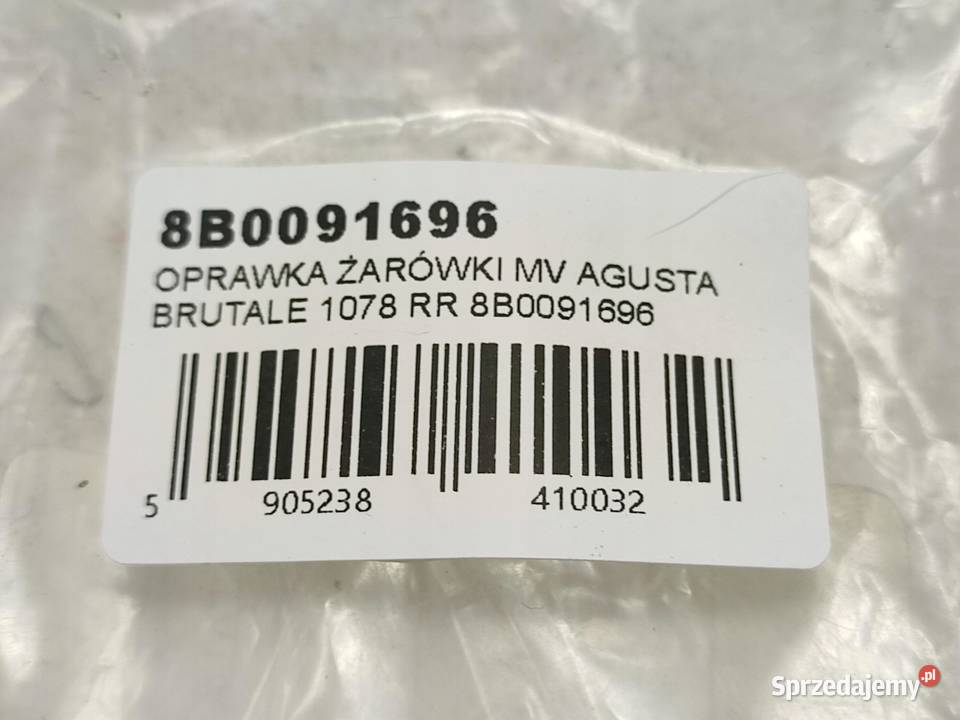 8B0091696
OPRAWKA ŻARÓWKI MV AGUSTA
BRUTALE 1078 RR 8B0091696
5 905238 410032
Sprzedajemy.pl